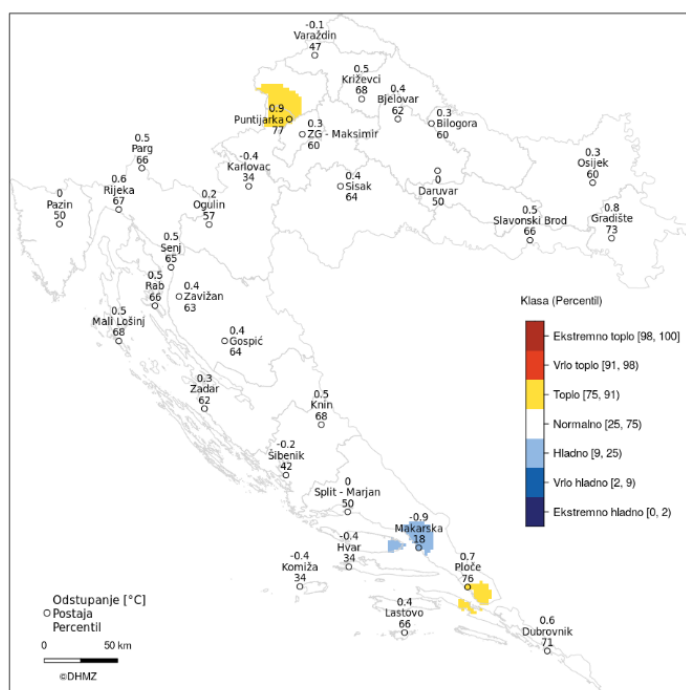 -0.1
Varaždin
47
0.5
Križevci
68
0.4
Bjelovar
62
0.3
Bilogora
60
0.9
Puntijarka
77
0.3
ZG - Maksimir
60
0.5
Parg
66
-0.4
Karlovac
34
0.4
Sisak
64
0
Daruvar
50
0.3
Osijek
60
0
Pazin
50
0.6
Rijeka
67
0.2
Ogulin
57
0.5
Slavonski Brod
66
0.8
Gradište
73
0.5
Senj
65
0.5
Rab
66
0.4
Zavižan
63
0.5
Mali Lošinj
68
0.4
Gospić
64
0.3
Zadar
62
0.5
Knin
68
-0.2
Šibenik
42
0
Split - Marjan
50
-0.9
Makarska
18
-0.4
Hvar
34
-0.4
Komiža
34
0.7
Ploče
76
0.4
Lastovo
66
0.6
Dubrovnik
71
Klasa (Percentil)
Ekstremno toplo [98, 100]
Vrlo toplo [91, 98)
Toplo [75, 91)
Normalno [25, 75)
Hladno [9, 25)
Vrlo hladno [2, 9)
Ekstremno hladno [0, 2)
Odstupanje [°C]
Postaja
Percentil
0 50 km
©DHMZ